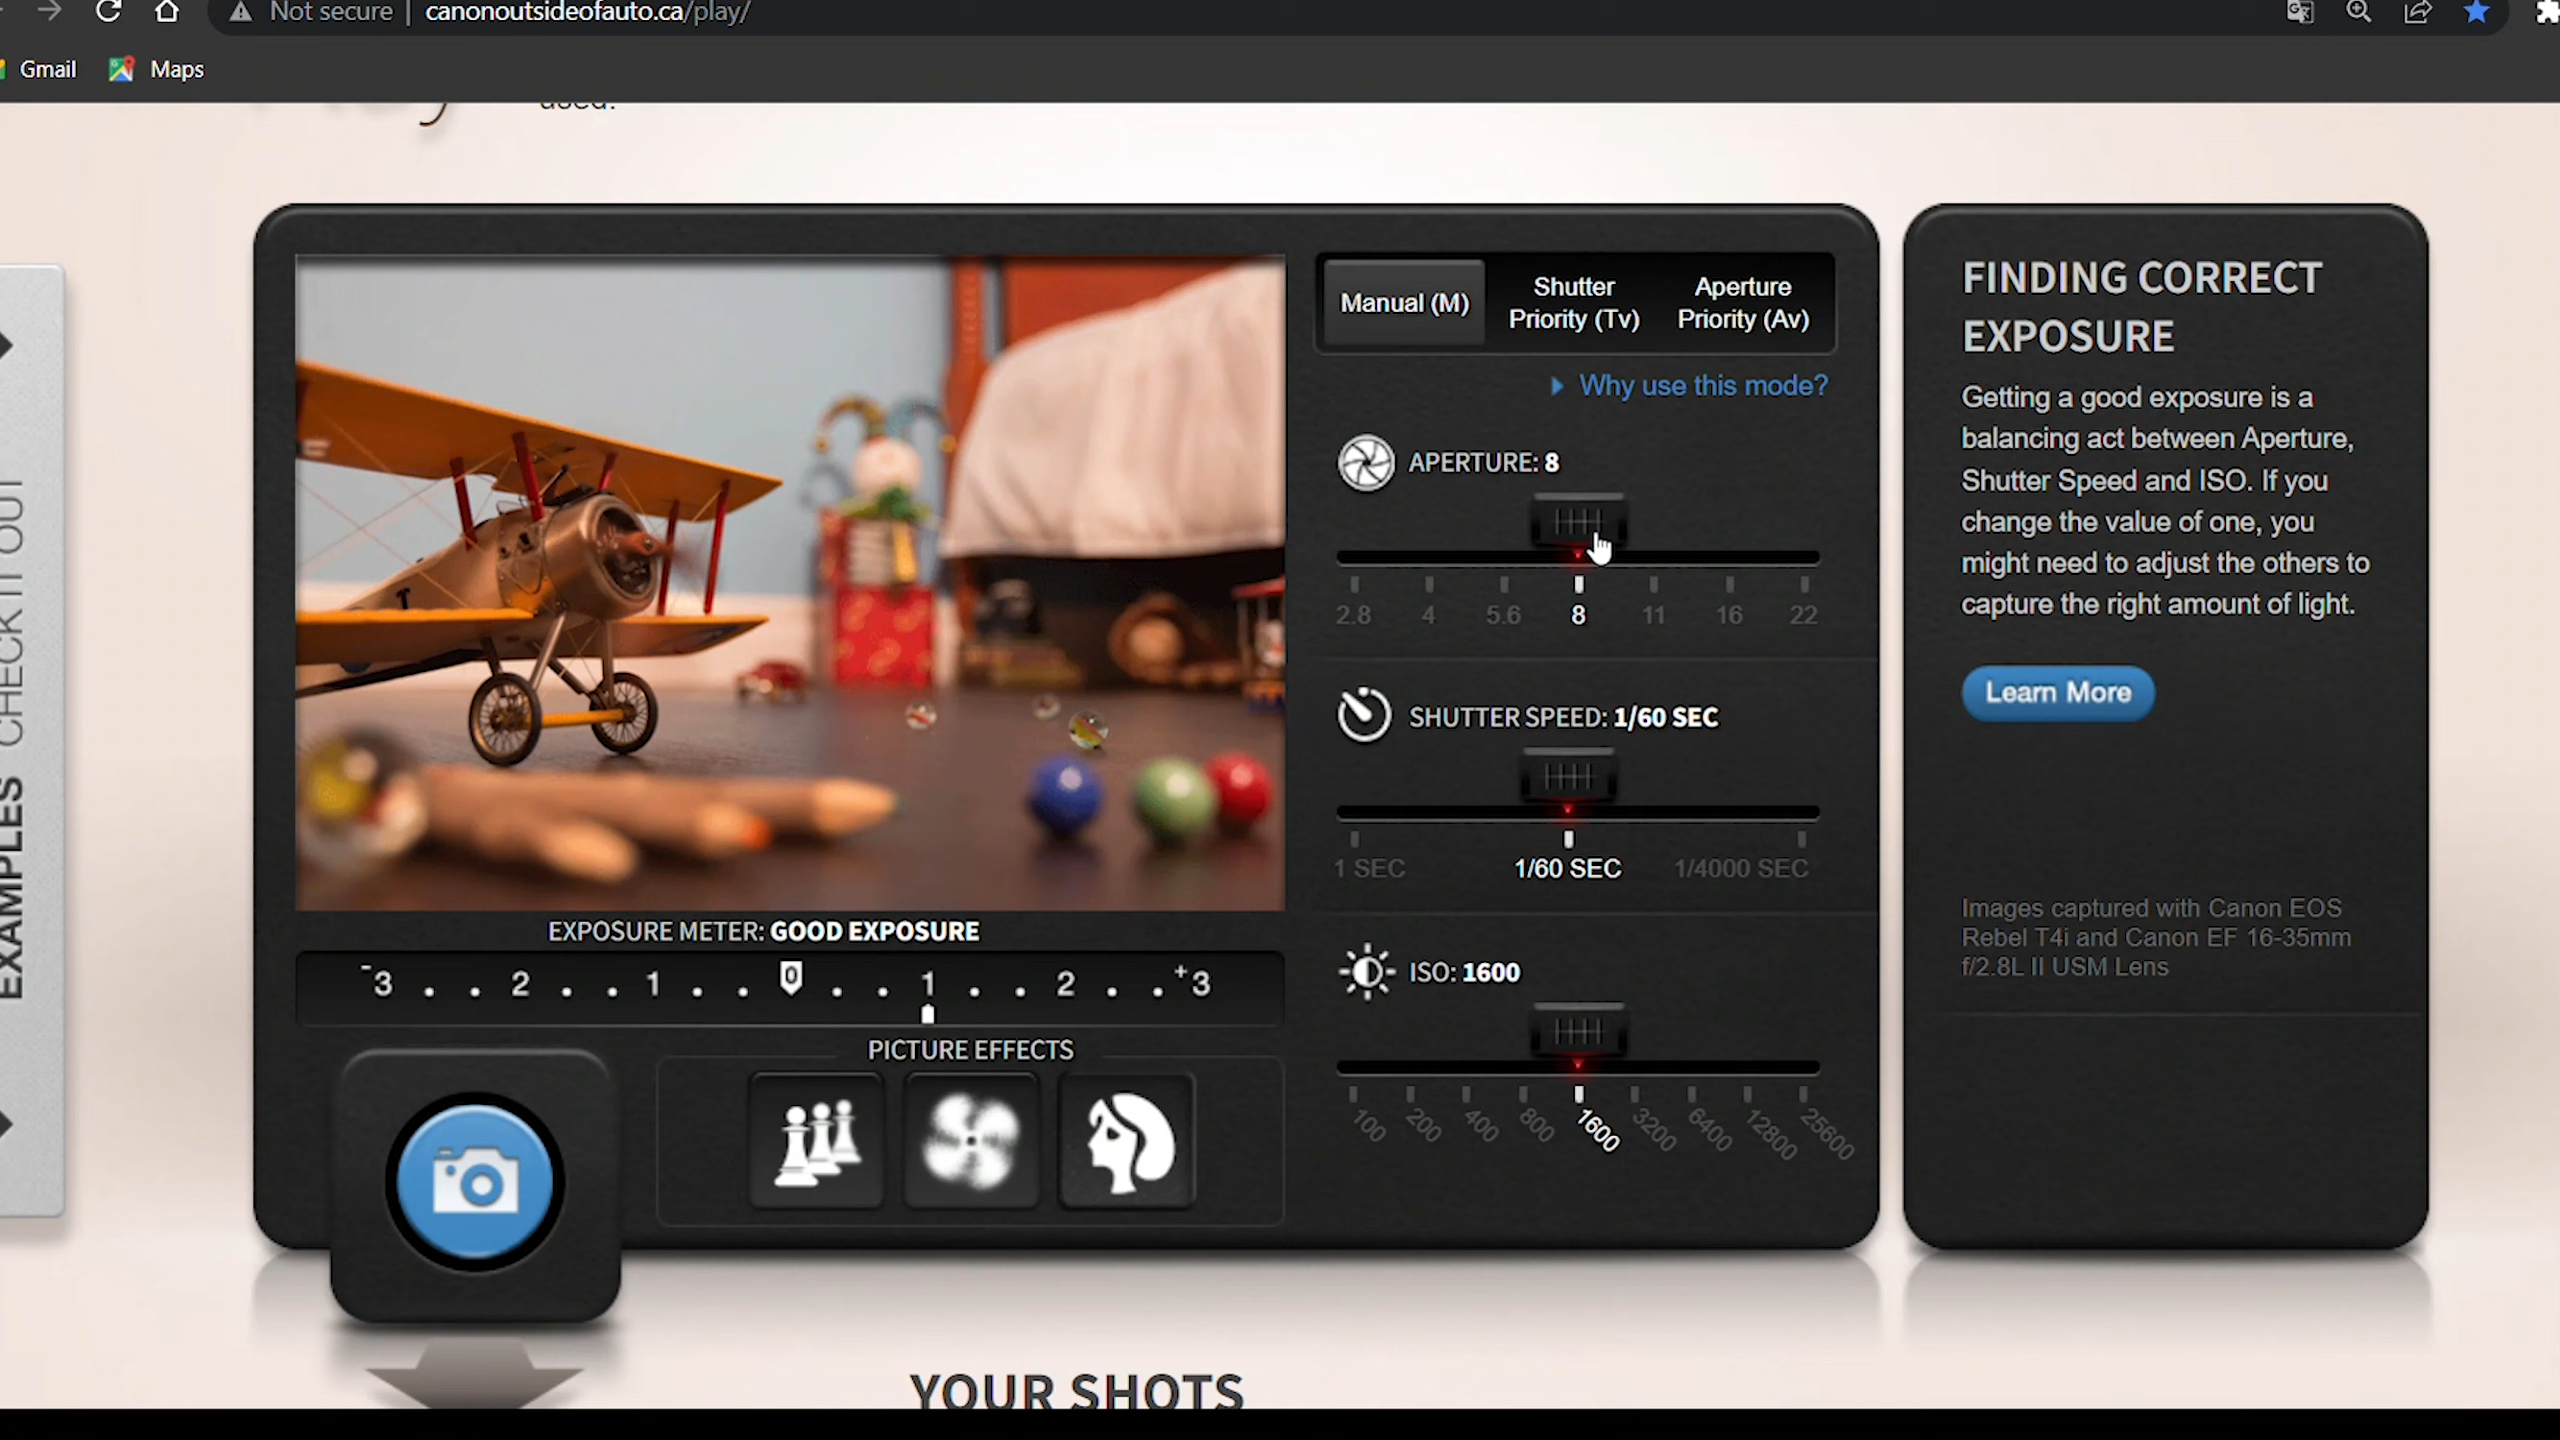 Not secure | canonoutsideofauto.ca/play/
Gmail Maps
used.
EXAMPLES CHECK IT OUT
Manual (M)
Shutter
Priority (Tv)
Aperture
Priority (Av)
Why use this mode?
APERTURE: 8
2.8 4 5.6 8 11 16 22
SHUTTER SPEED: 1/60 SEC
1 SEC 1/60 SEC 1/4000 SEC
ISO: 1600
100 200 400 800 1600 3200 6400 12800 25600
EXPOSURE METER: GOOD EXPOSURE
-3 . . 2 . . 1 . . 0 . . 1 . . 2 . . +3
PICTURE EFFECTS
FINDING CORRECT
EXPOSURE
Getting a good exposure is a
balancing act between Aperture,
Shutter Speed and ISO. If you
change the value of one, you
might need to adjust the others to
capture the right amount of light.
Learn More
Images captured with Canon EOS
Rebel T4i and Canon EF 16-35mm
f/2.8L II USM Lens
YOUR SHOTS